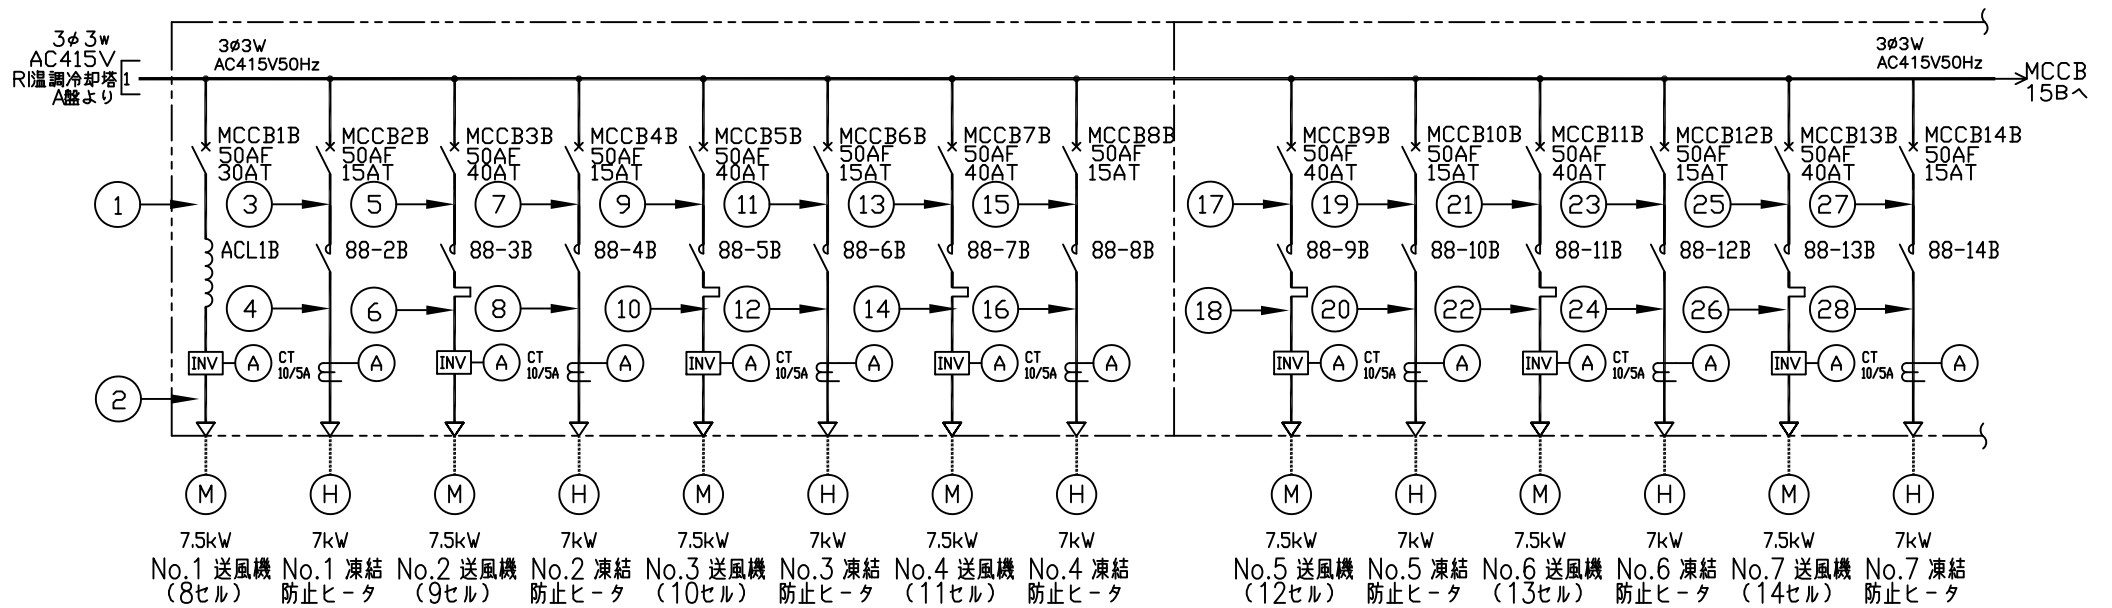 3φ3w
AC415V
RI温調冷却塔 1
A盤より
3φ3W
AC415V50Hz
3φ3W
AC415V50Hz
MCCB
15Bへ
MCCB1B MCCB2B MCCB3B MCCB4B MCCB5B MCCB6B MCCB7B MCCB8B MCCB9B MCCB10B MCCB11B MCCB12B MCCB13B MCCB14B
50AF 50AF 50AF 50AF 50AF 50AF 50AF 50AF 50AF 50AF 50AF 50AF 50AF 50AF
30AT 15AT 40AT 15AT 40AT 15AT 40AT 15AT 40AT 15AT 40AT 15AT 40AT 15AT
1 3 5 7 9 11 13 15 17 19 21 23 25 27
ACL1B 88-2B 88-3B 88-4B 88-5B 88-6B 88-7B 88-8B 88-9B 88-10B 88-11B 88-12B 88-13B 88-14B
4 6 8 10 12 14 16 18 20 22 24 26 28
INV A CT A INV A CT A INV A CT A INV A CT A INV A CT A INV A CT A INV A CT A
10/5A 10/5A 10/5A 10/5A 10/5A 10/5A 10/5A
2
M H M H M H M H M H M H M H
7.5kW 7kW 7.5kW 7kW 7.5kW 7kW 7.5kW 7kW 7.5kW 7kW 7.5kW 7kW 7.5kW 7kW
No.1 送風機 No.1 凍結 No.2 送風機 No.2 凍結 No.3 送風機 No.3 凍結 No.4 送風機 No.4 凍結 No.5 送風機 No.5 凍結 No.6 送風機 No.6 凍結 No.7 送風機 No.7 凍結
(8セル) 防止ヒータ (9セル) 防止ヒータ (10セル) 防止ヒータ (11セル) 防止ヒータ (12セル) 防止ヒータ (13セル) 防止ヒータ (14セル) 防止ヒータ